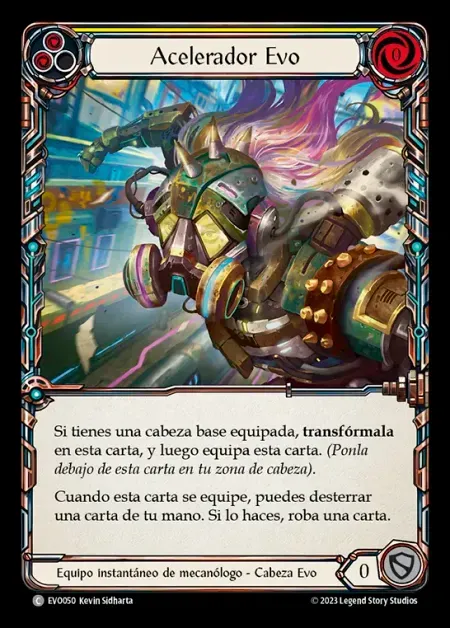 Acelerador Evo
0
Si tienes una cabeza base equipada, transfórmala
en esta carta, y luego equipa esta carta. (Ponla
debajo de esta carta en tu zona de cabeza).
Cuando esta carta se equipe, puedes desterrar
una carta de tu mano. Si lo haces, roba una carta.
Equipo instantáneo de mecanólogo - Cabeza Evo
0
C EVO050 Kevin Sidharta
© 2023 Legend Story Studios